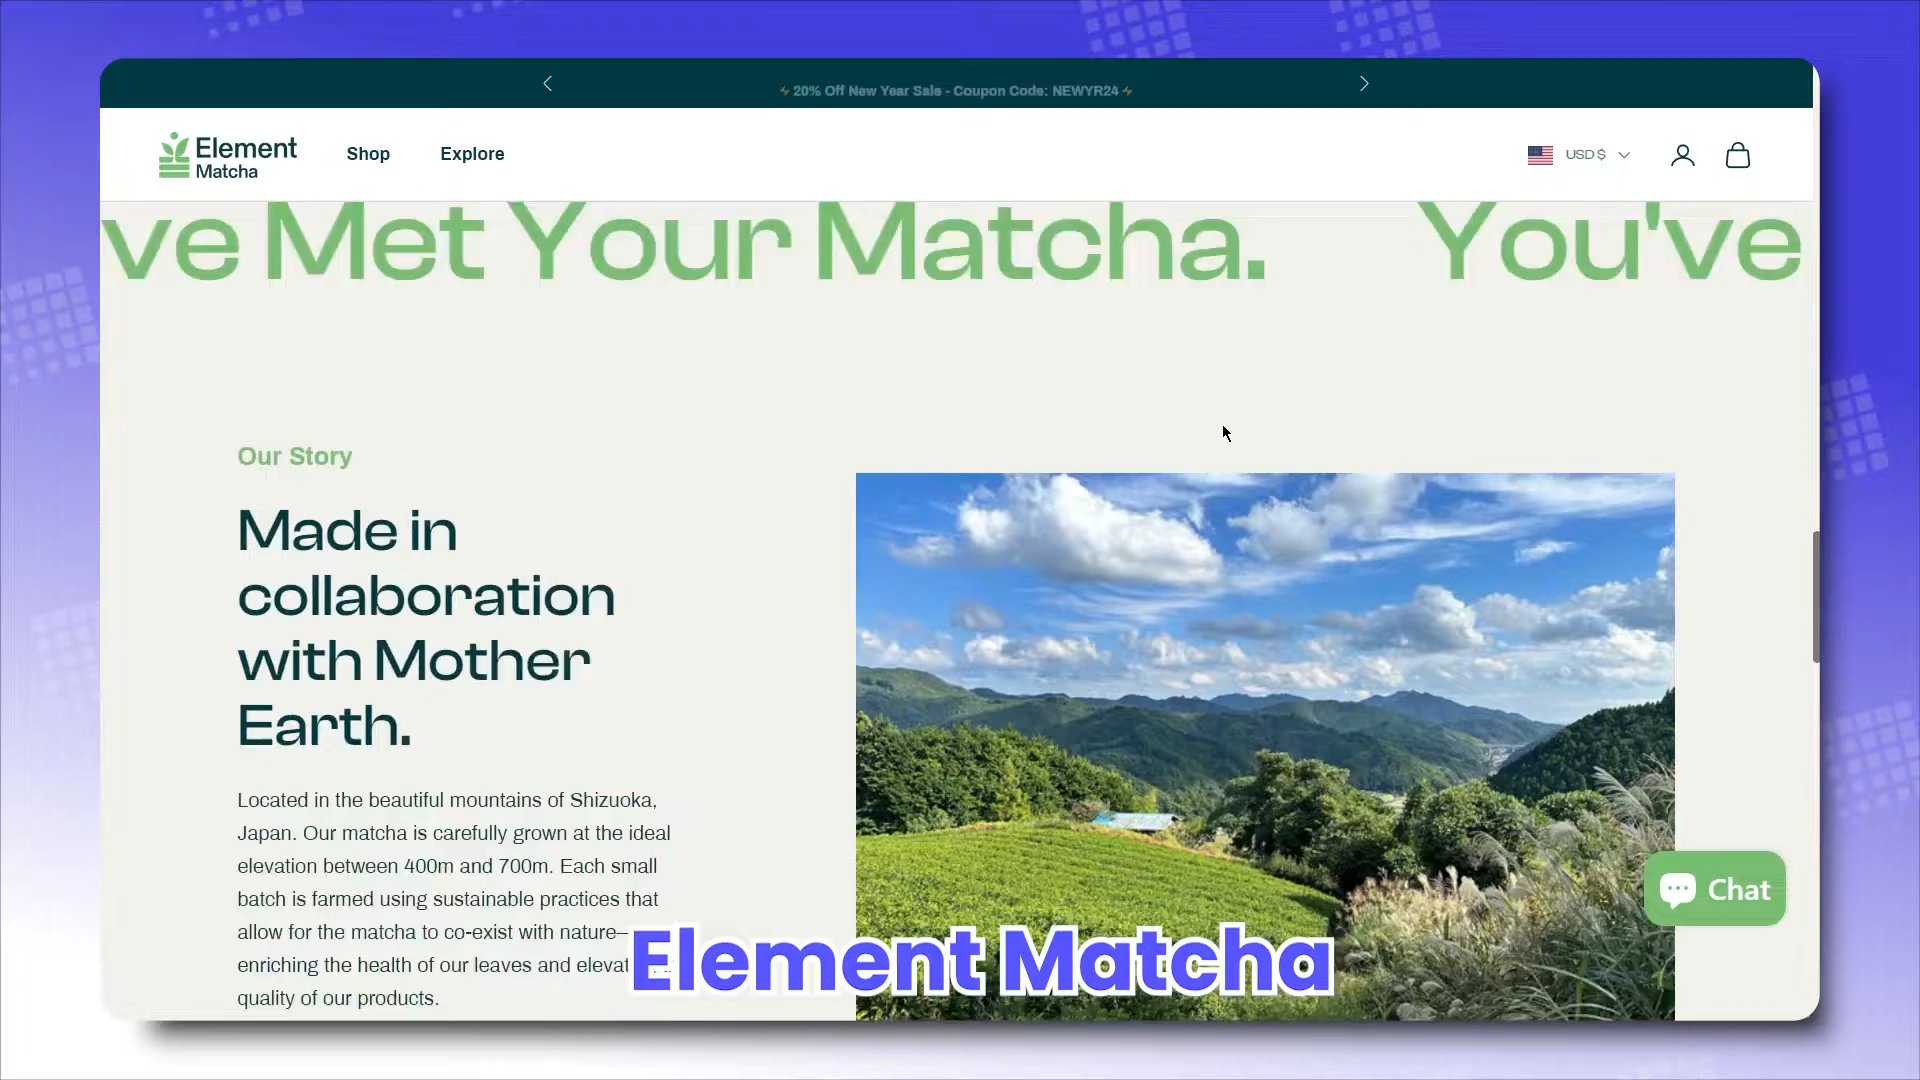 ⚡20% Off New Year Sale - Coupon Code: NEWYR24⚡
Element
Matcha
Shop
Explore
USD $
ve Met Your Matcha. You've
Our Story
Made in
collaboration
with Mother
Earth.
Located in the beautiful mountains of Shizuoka,
Japan. Our matcha is carefully grown at the ideal
elevation between 400m and 700m. Each small
batch is farmed using sustainable practices that
allow for the matcha to co-exist with nature—
enriching the health of our leaves and elevat
quality of our products.
Chat
Element Matcha